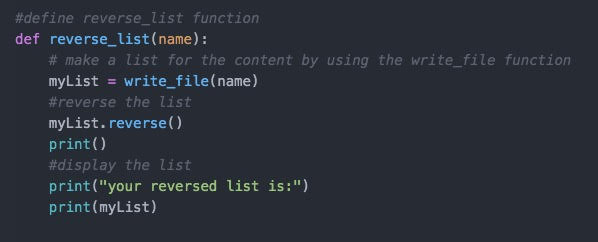 #define reverse_list function
def reverse_list(name):
    # make a list for the content by using the write_file function
    myList = write_file(name)
    #reverse the list
    myList.reverse()
    print()
    #display the list
    print("your reversed list is:")
    print(myList)